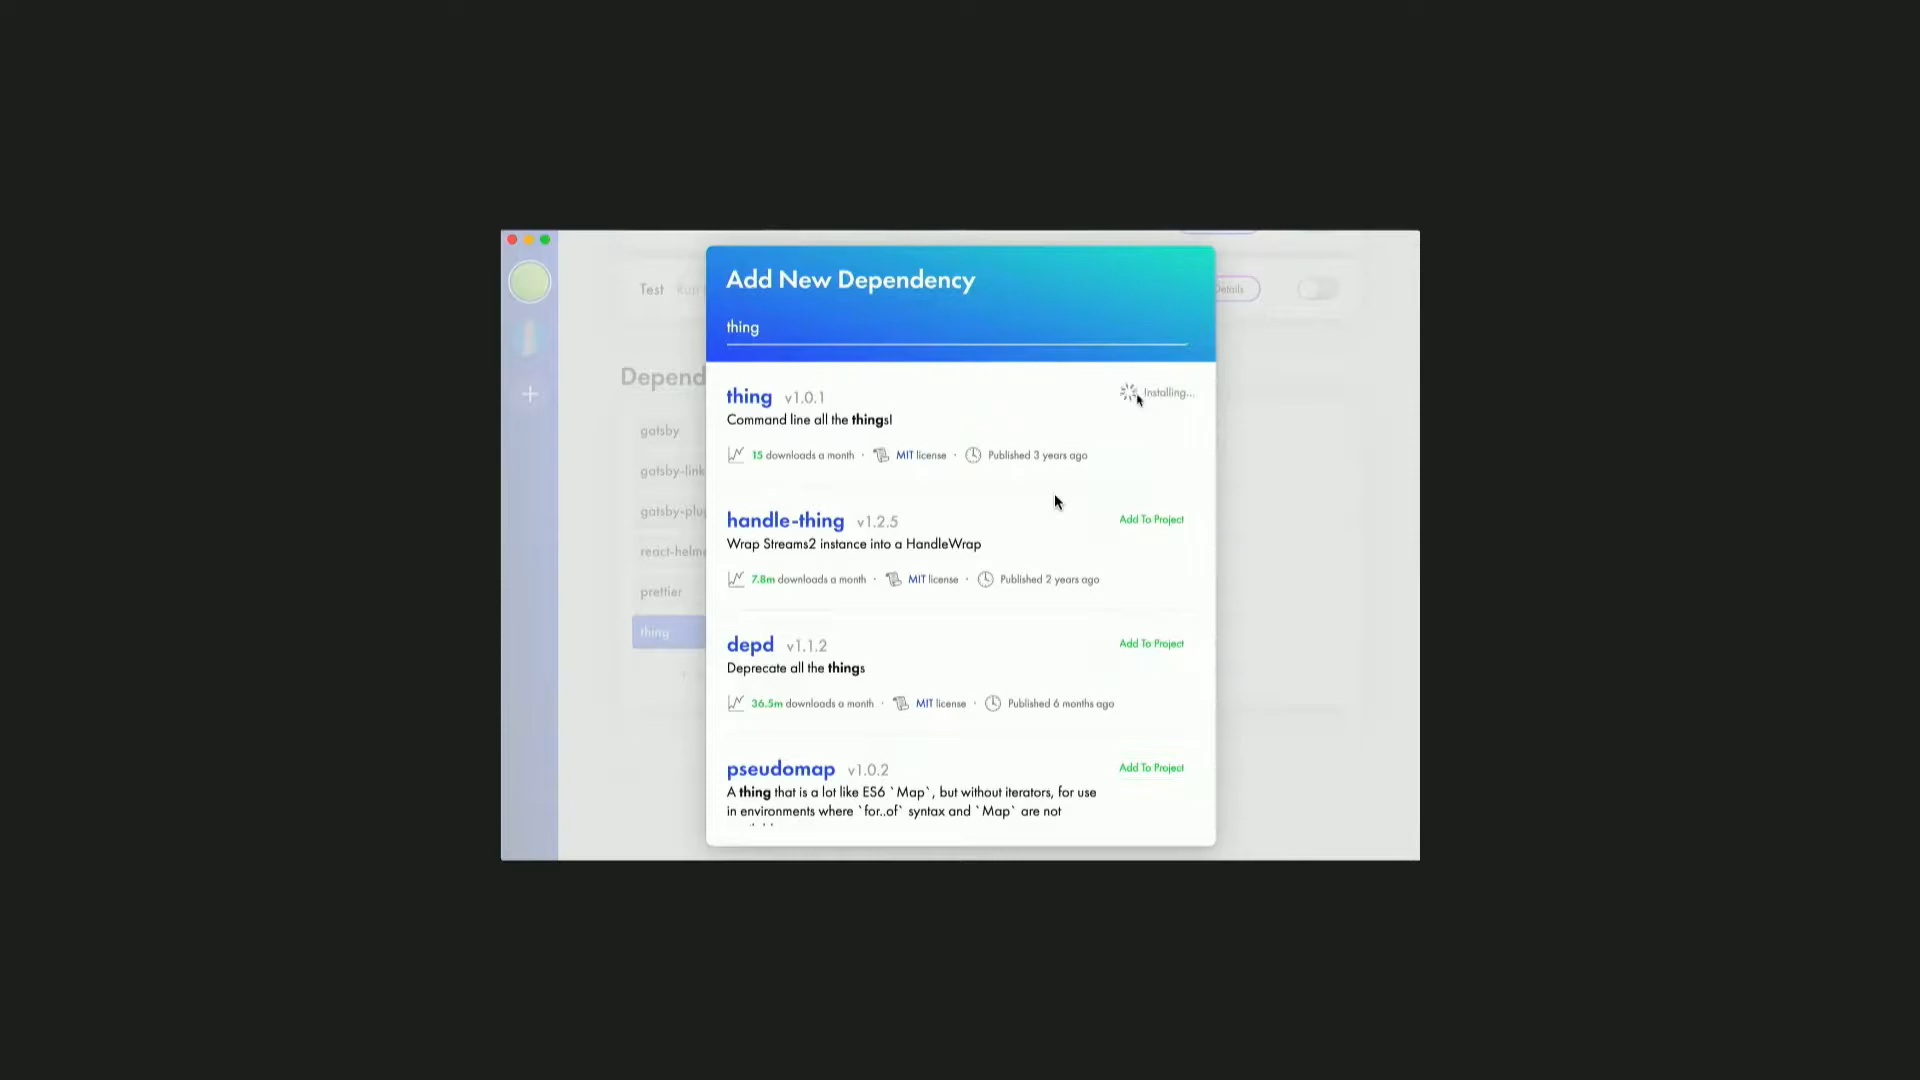 Add New Dependency
thing
Test
Details
Depend
gatsby
gatsby-link
gatsby-plu
react-helme
prettier
thing
thing v1.0.1
Installing...
Command line all the things!
15 downloads a month · MIT license · Published 3 years ago
handle-thing v1.2.5
Add To Project
Wrap Streams2 instance into a HandleWrap
7.8m downloads a month · MIT license · Published 2 years ago
depd v1.1.2
Add To Project
Deprecate all the things
36.5m downloads a month · MIT license · Published 6 months ago
pseudomap v1.0.2
Add To Project
A thing that is a lot like ES6 `Map`, but without iterators, for use
in environments where `for..of` syntax and `Map` are not